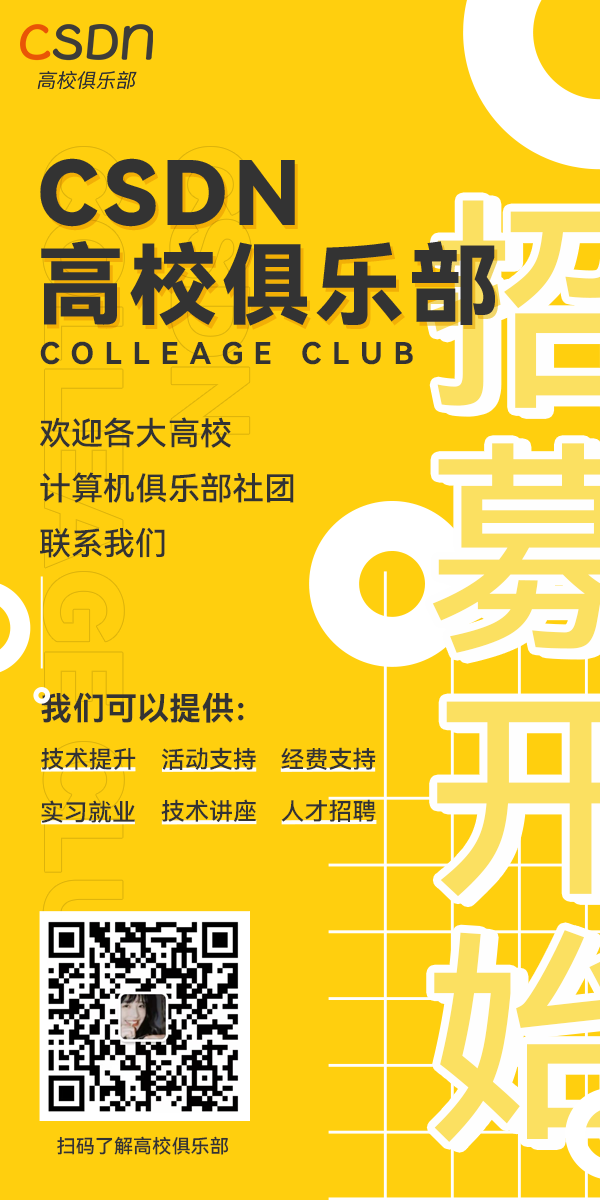 CSDN
高校俱乐部
CSDN
高校俱乐部
COLLEAGE CLUB
欢迎各大高校
计算机俱乐部社团
联系我们
我们可以提供:
技术提升 活动支持 经费支持
实习就业 技术讲座 人才招聘
扫码了解高校俱乐部
招募开始
CSDN
COLLEAGE CLU